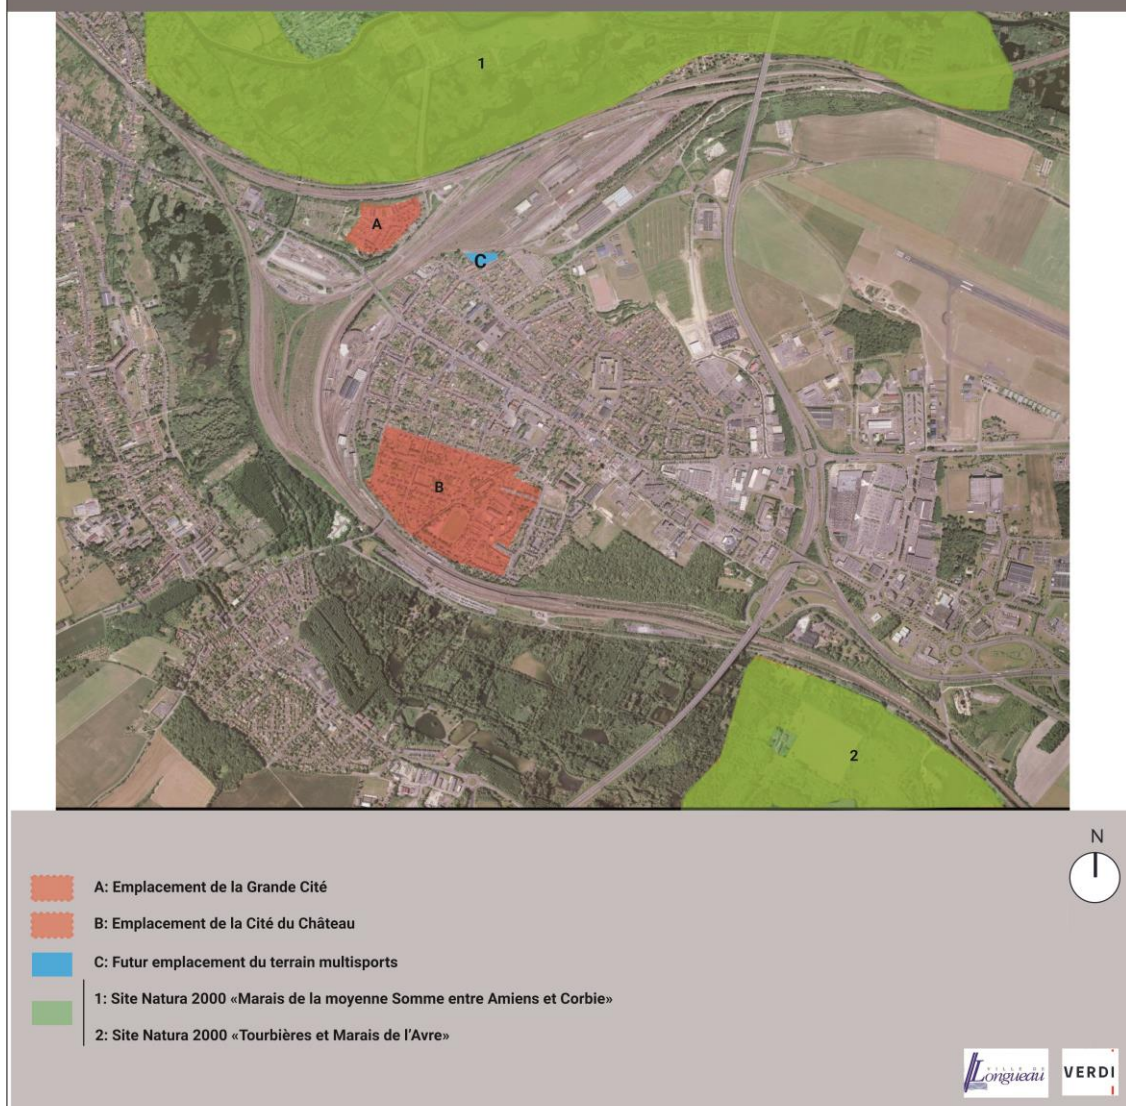 1
A
C
B
2
N
A: Emplacement de la Grande Cité
B: Emplacement de la Cité du Château
C: Futur emplacement du terrain multisports
1: Site Natura 2000 «Marais de la moyenne Somme entre Amiens et Corbie»
2: Site Natura 2000 «Tourbières et Marais de l'Avre»
VILLE DE
Longueau
VERDI